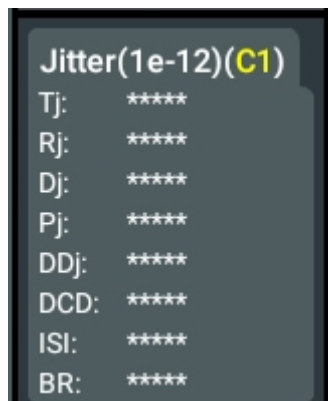 Jitter(1e-12)(C1)
Tj: *****
Rj: *****
Dj: *****
Pj: *****
DDj: *****
DCD: *****
ISI: *****
BR: *****